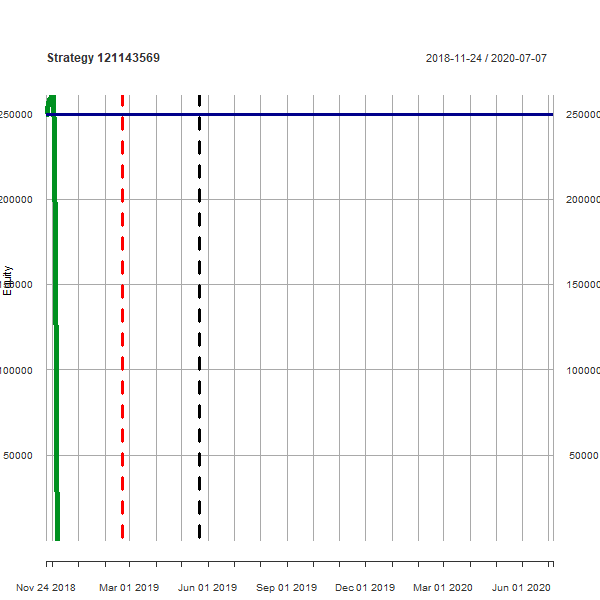 Strategy 121143569
2018-11-24 / 2020-07-07
250000
250000
200000
200000
Equity
150000
100000
100000
50000
50000
Nov 24 2018
Mar 01 2019
Jun 01 2019
Sep 01 2019
Dec 01 2019
Mar 01 2020
Jun 01 2020